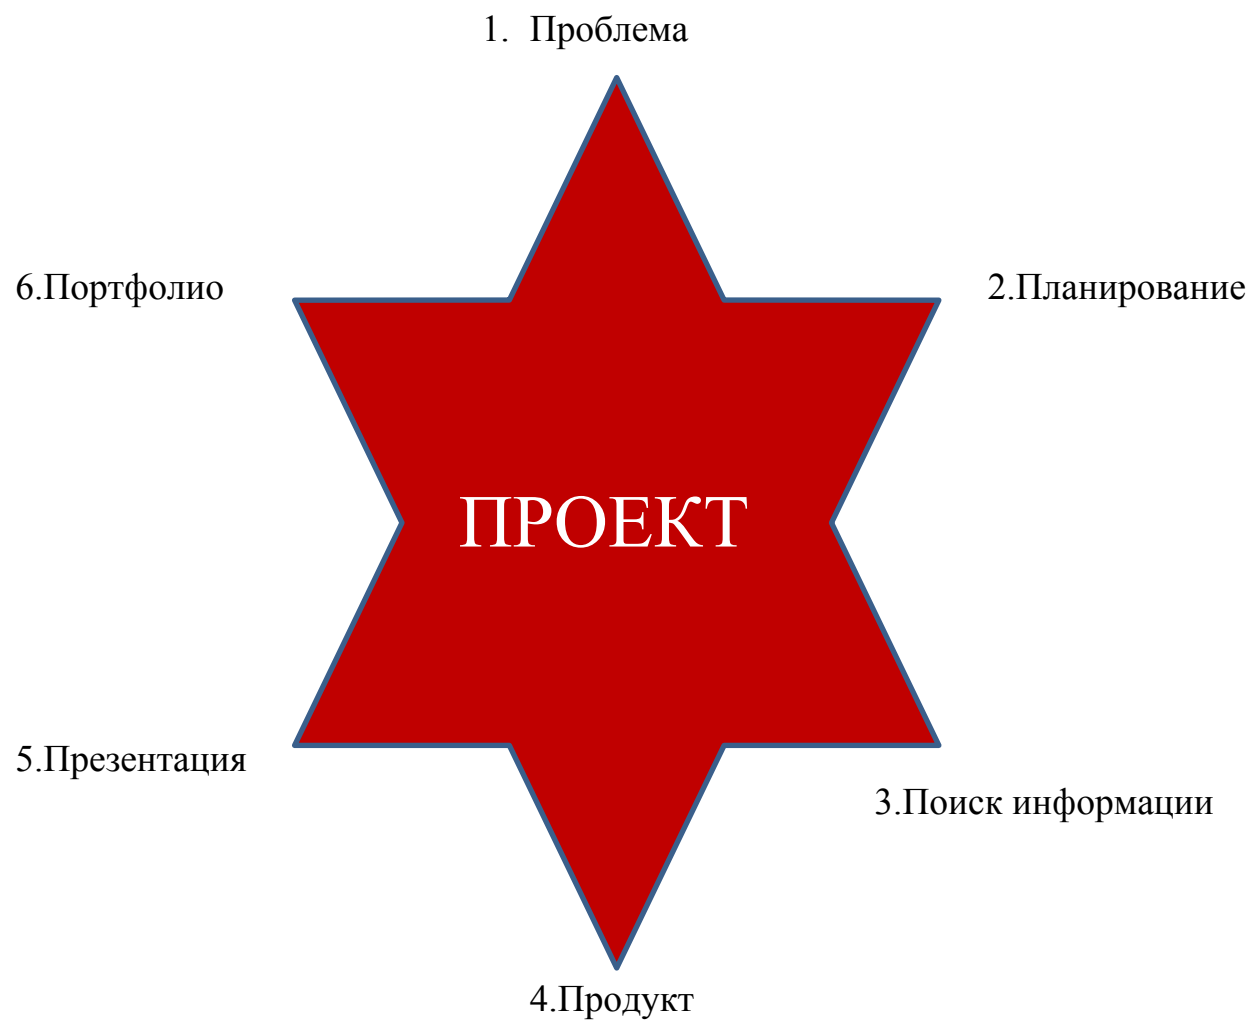 1. Проблема
6.Портфолио
2.Планирование
ПРОЕКТ
5.Презентация
3.Поиск информации
4.Продукт